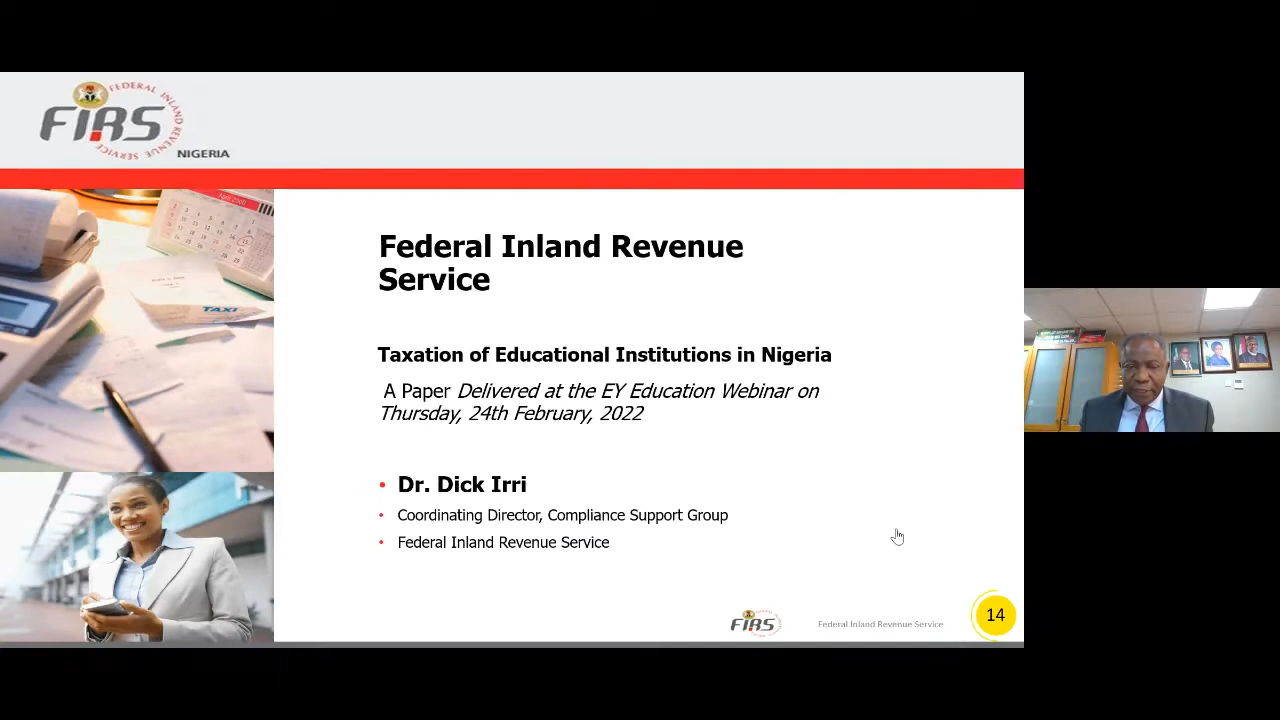 FEDERAL INLAND REVENUE SERVICE
FIRS
NIGERIA
April
TAXI
Federal Inland Revenue
Service
Taxation of Educational Institutions in Nigeria
A Paper Delivered at the EY Education Webinar on
Thursday, 24th February, 2022
• Dr. Dick Irri
• Coordinating Director, Compliance Support Group
• Federal Inland Revenue Service
FIRS
Federal Inland Revenue Service
14